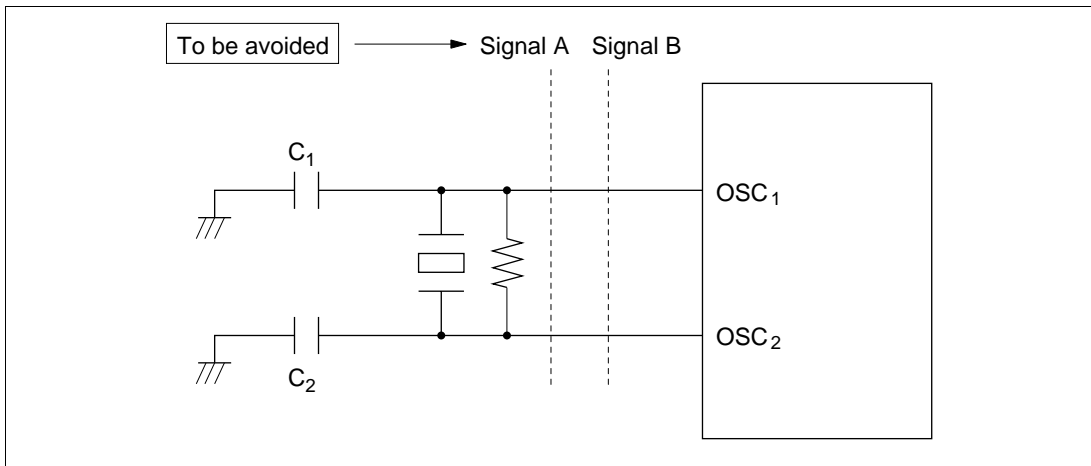 To be avoided
Signal A
Signal B
C1
OSC1
OSC2
C2